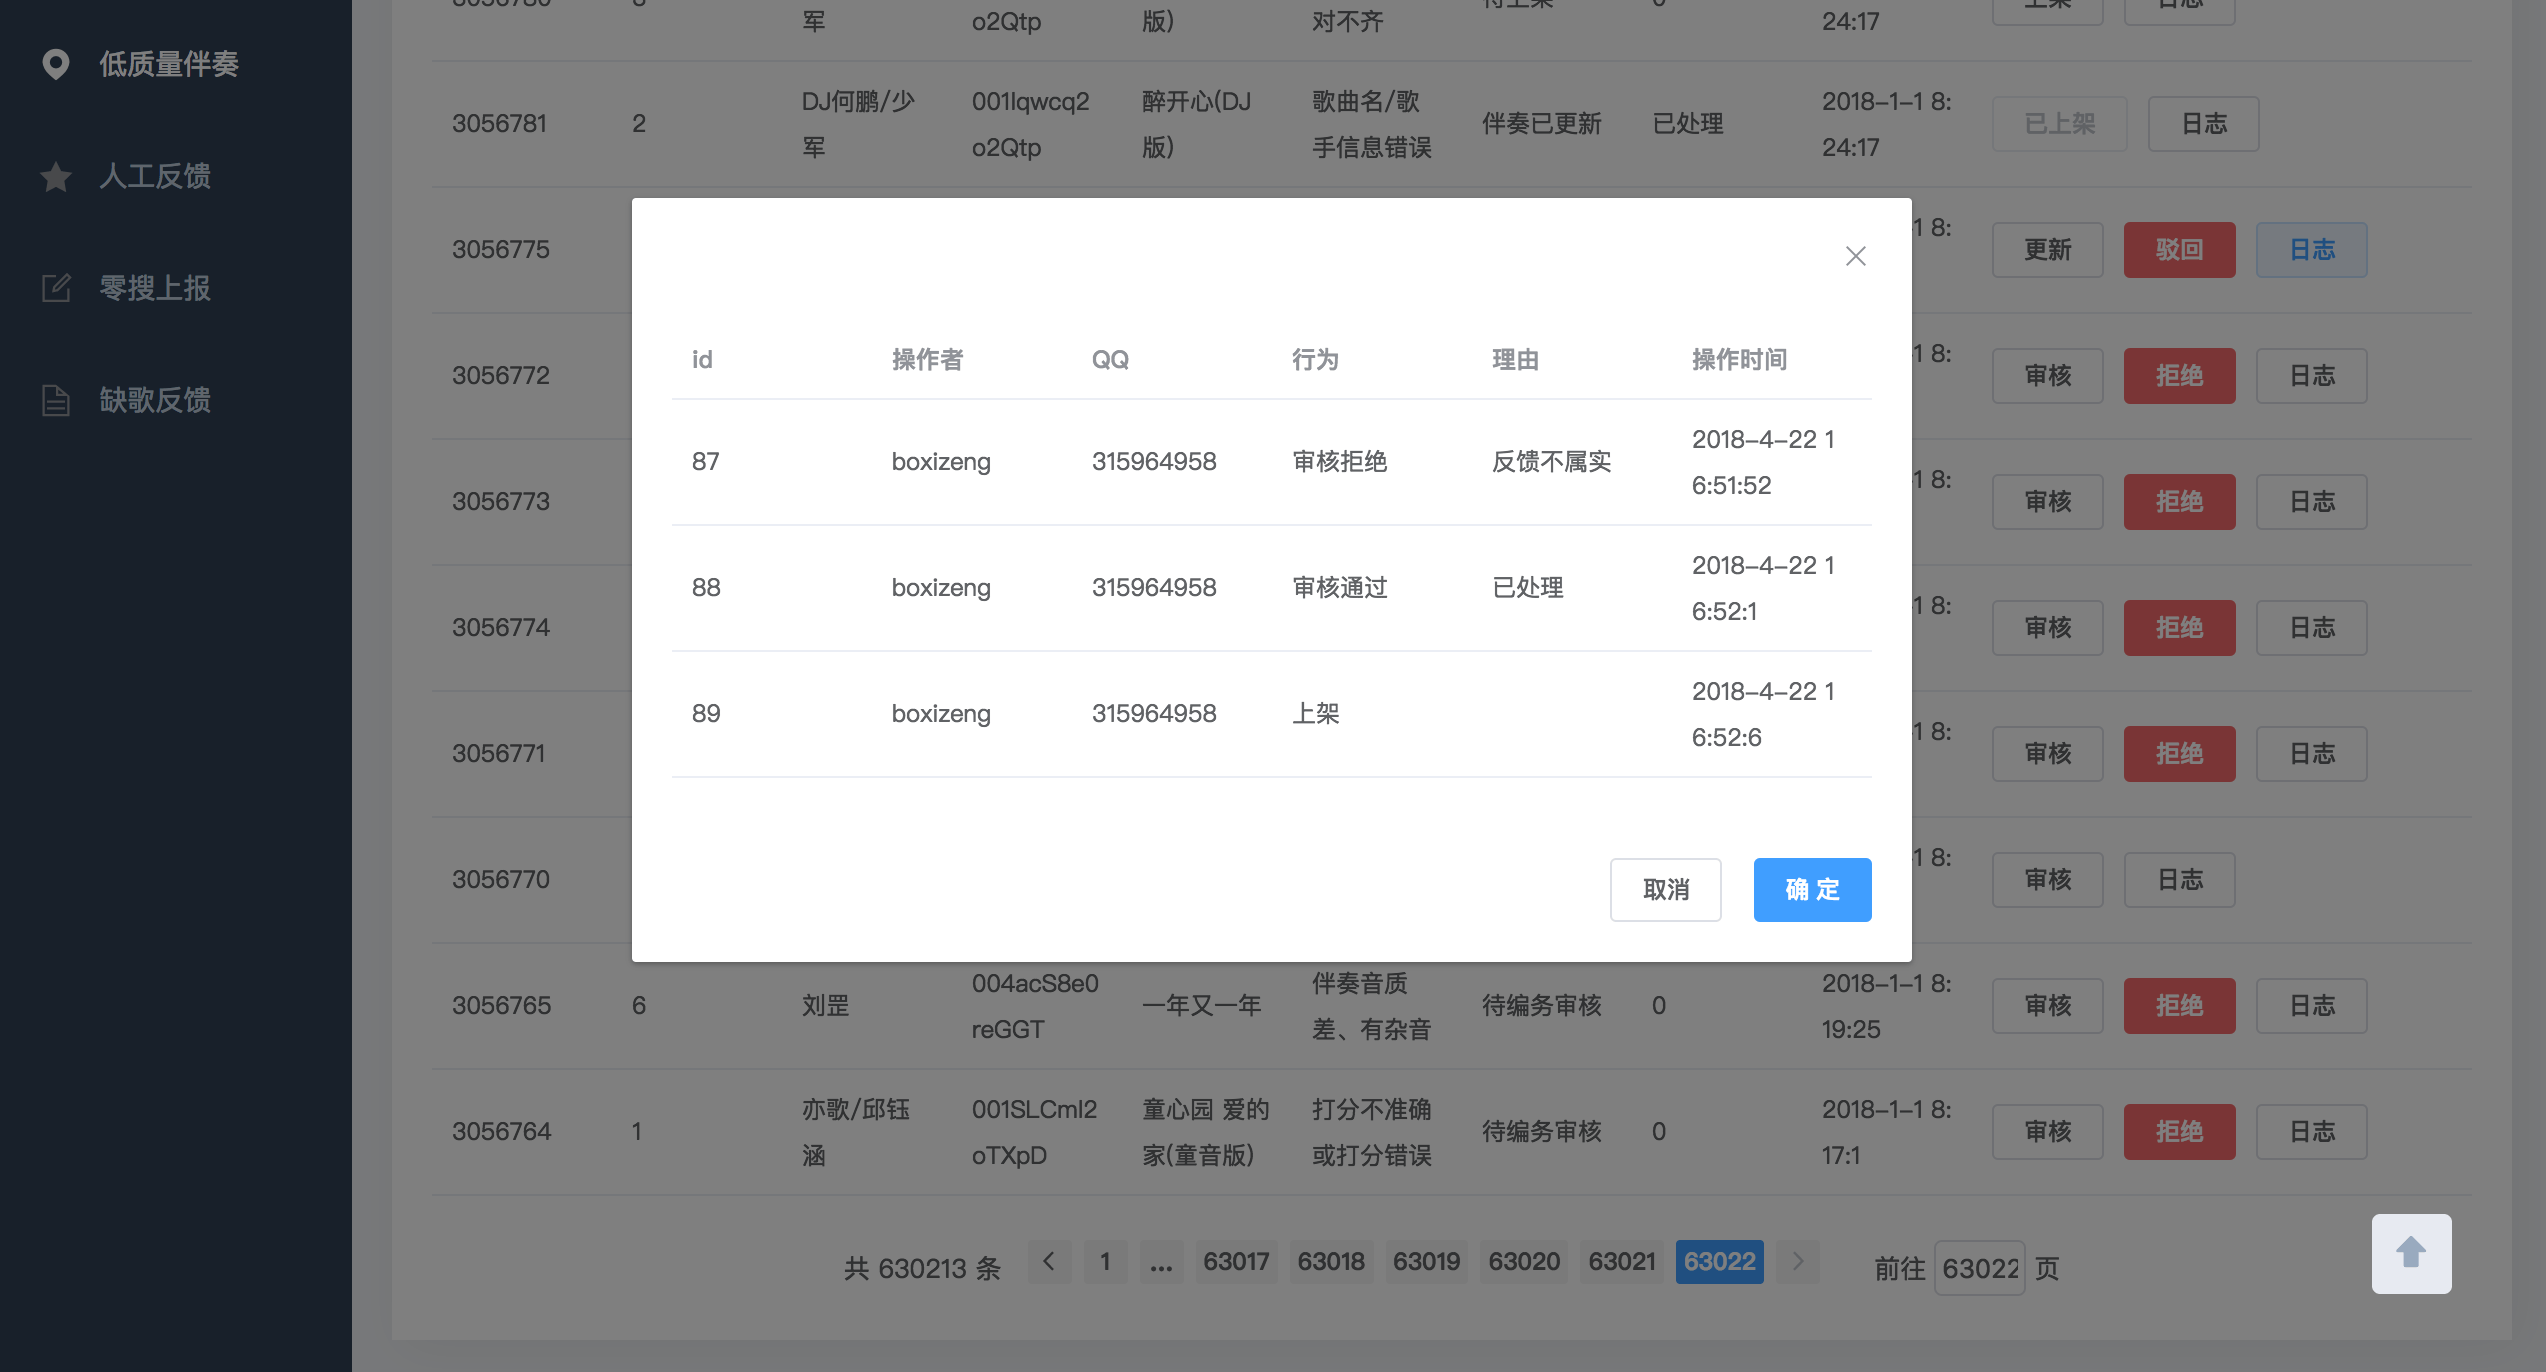 低质量伴奏
人工反馈
零搜上报
缺歌反馈
军 o2Qtp 版) 对不齐 24:17
3056781 2 DJ何鹏/少军 001lqwcq2o2Qtp 醉开心(DJ版) 歌曲名/歌手信息错误 伴奏已更新 已处理 2018-1-1 8:24:17 已上架 日志
3056775 1 8: 更新 驳回 日志
3056772 1 8: 审核 拒绝 日志
3056773 1 8: 审核 拒绝 日志
3056774 1 8: 审核 拒绝 日志
3056771 1 8: 审核 拒绝 日志
3056770 1 8: 审核 日志
3056765 6 刘罡 004acS8e0reGGT 一年又一年 伴奏音质差、有杂音 待编务审核 0 2018-1-1 8:19:25 审核 拒绝 日志
3056764 1 亦歌/邱钰涵 001SLCml2oTXpD 童心园 爱的家(童音版) 打分不准确或打分错误 待编务审核 0 2018-1-1 8:17:1 审核 拒绝 日志
共 630213 条 1 ... 63017 63018 63019 63020 63021 63022 前往 63022 页
id 操作者 QQ 行为 理由 操作时间
87 boxizeng 315964958 审核拒绝 反馈不属实 2018-4-22 16:51:52
88 boxizeng 315964958 审核通过 已处理 2018-4-22 16:52:1
89 boxizeng 315964958 上架 2018-4-22 16:52:6
取消 确 定